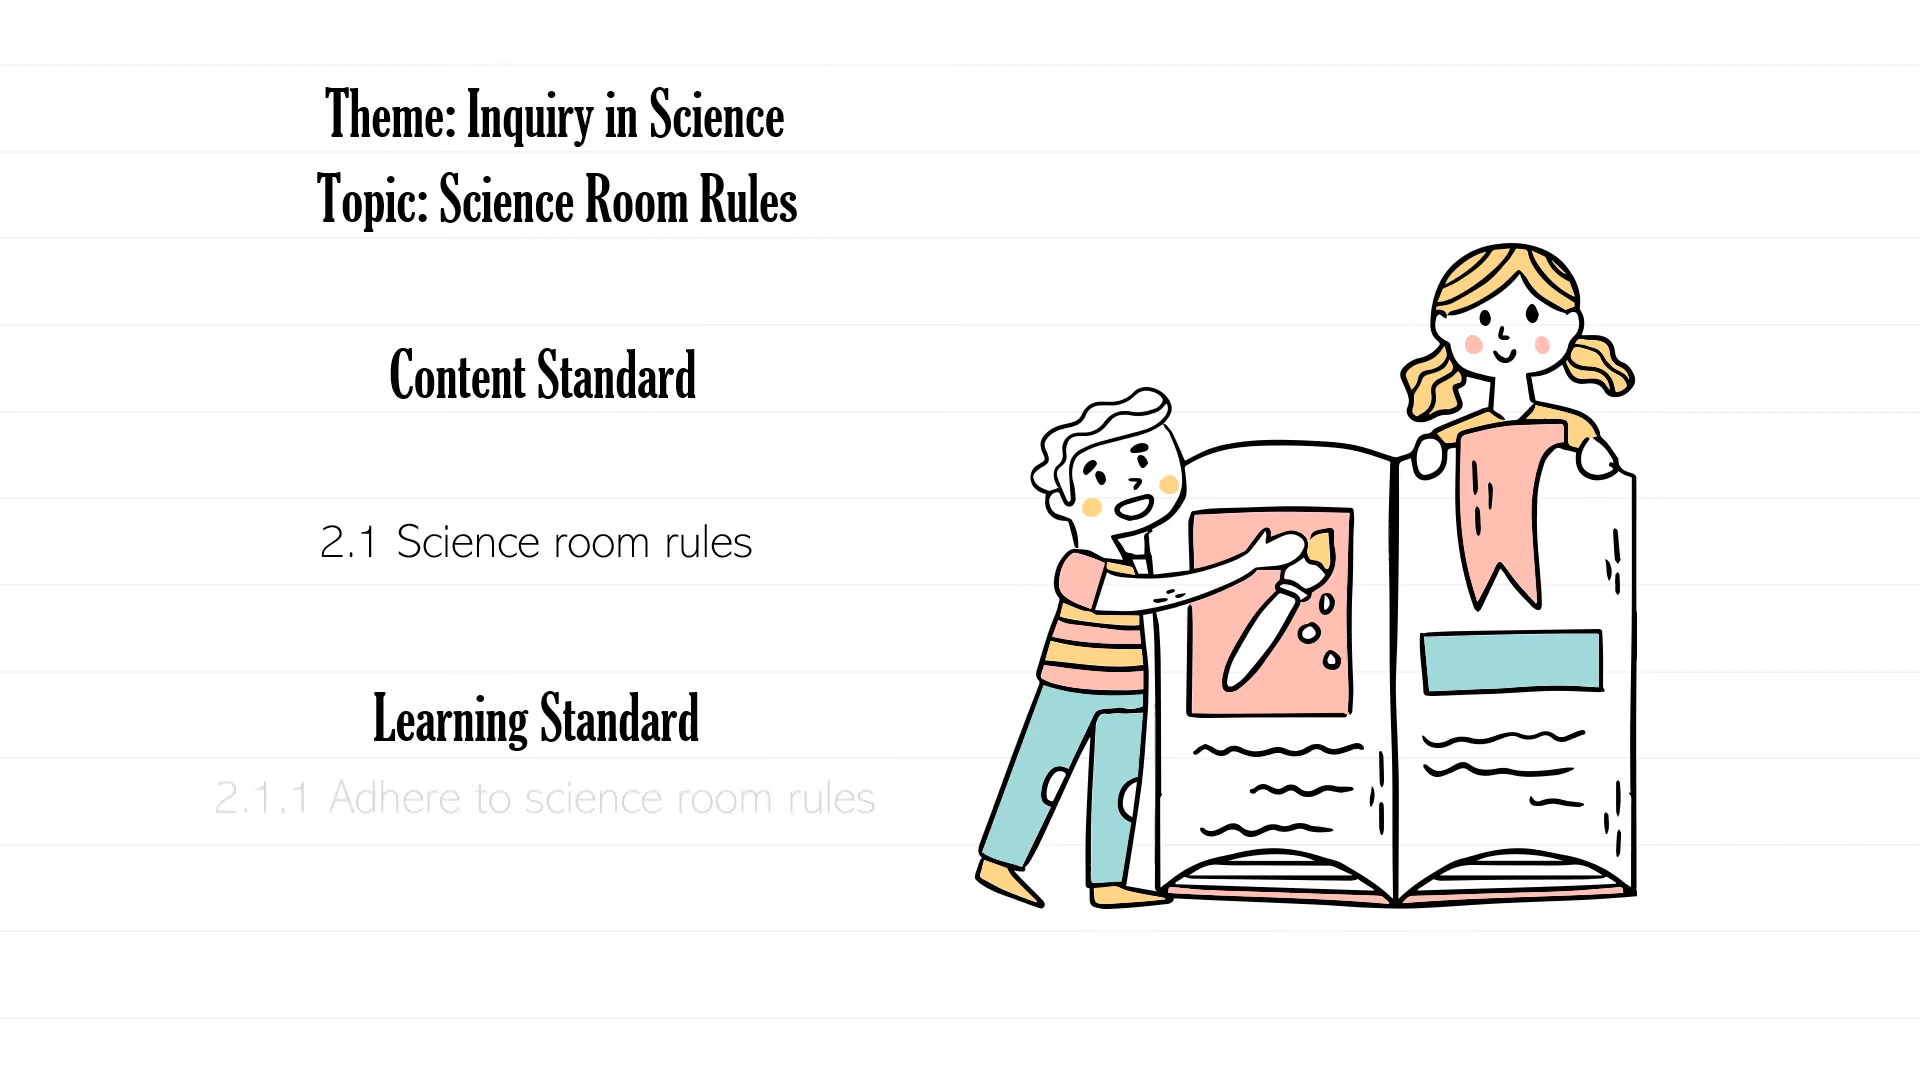 Theme: Inquiry in Science
Topic: Science Room Rules
Content Standard
2.1 Science room rules
Learning Standard
2.1.1 Adhere to science room rules